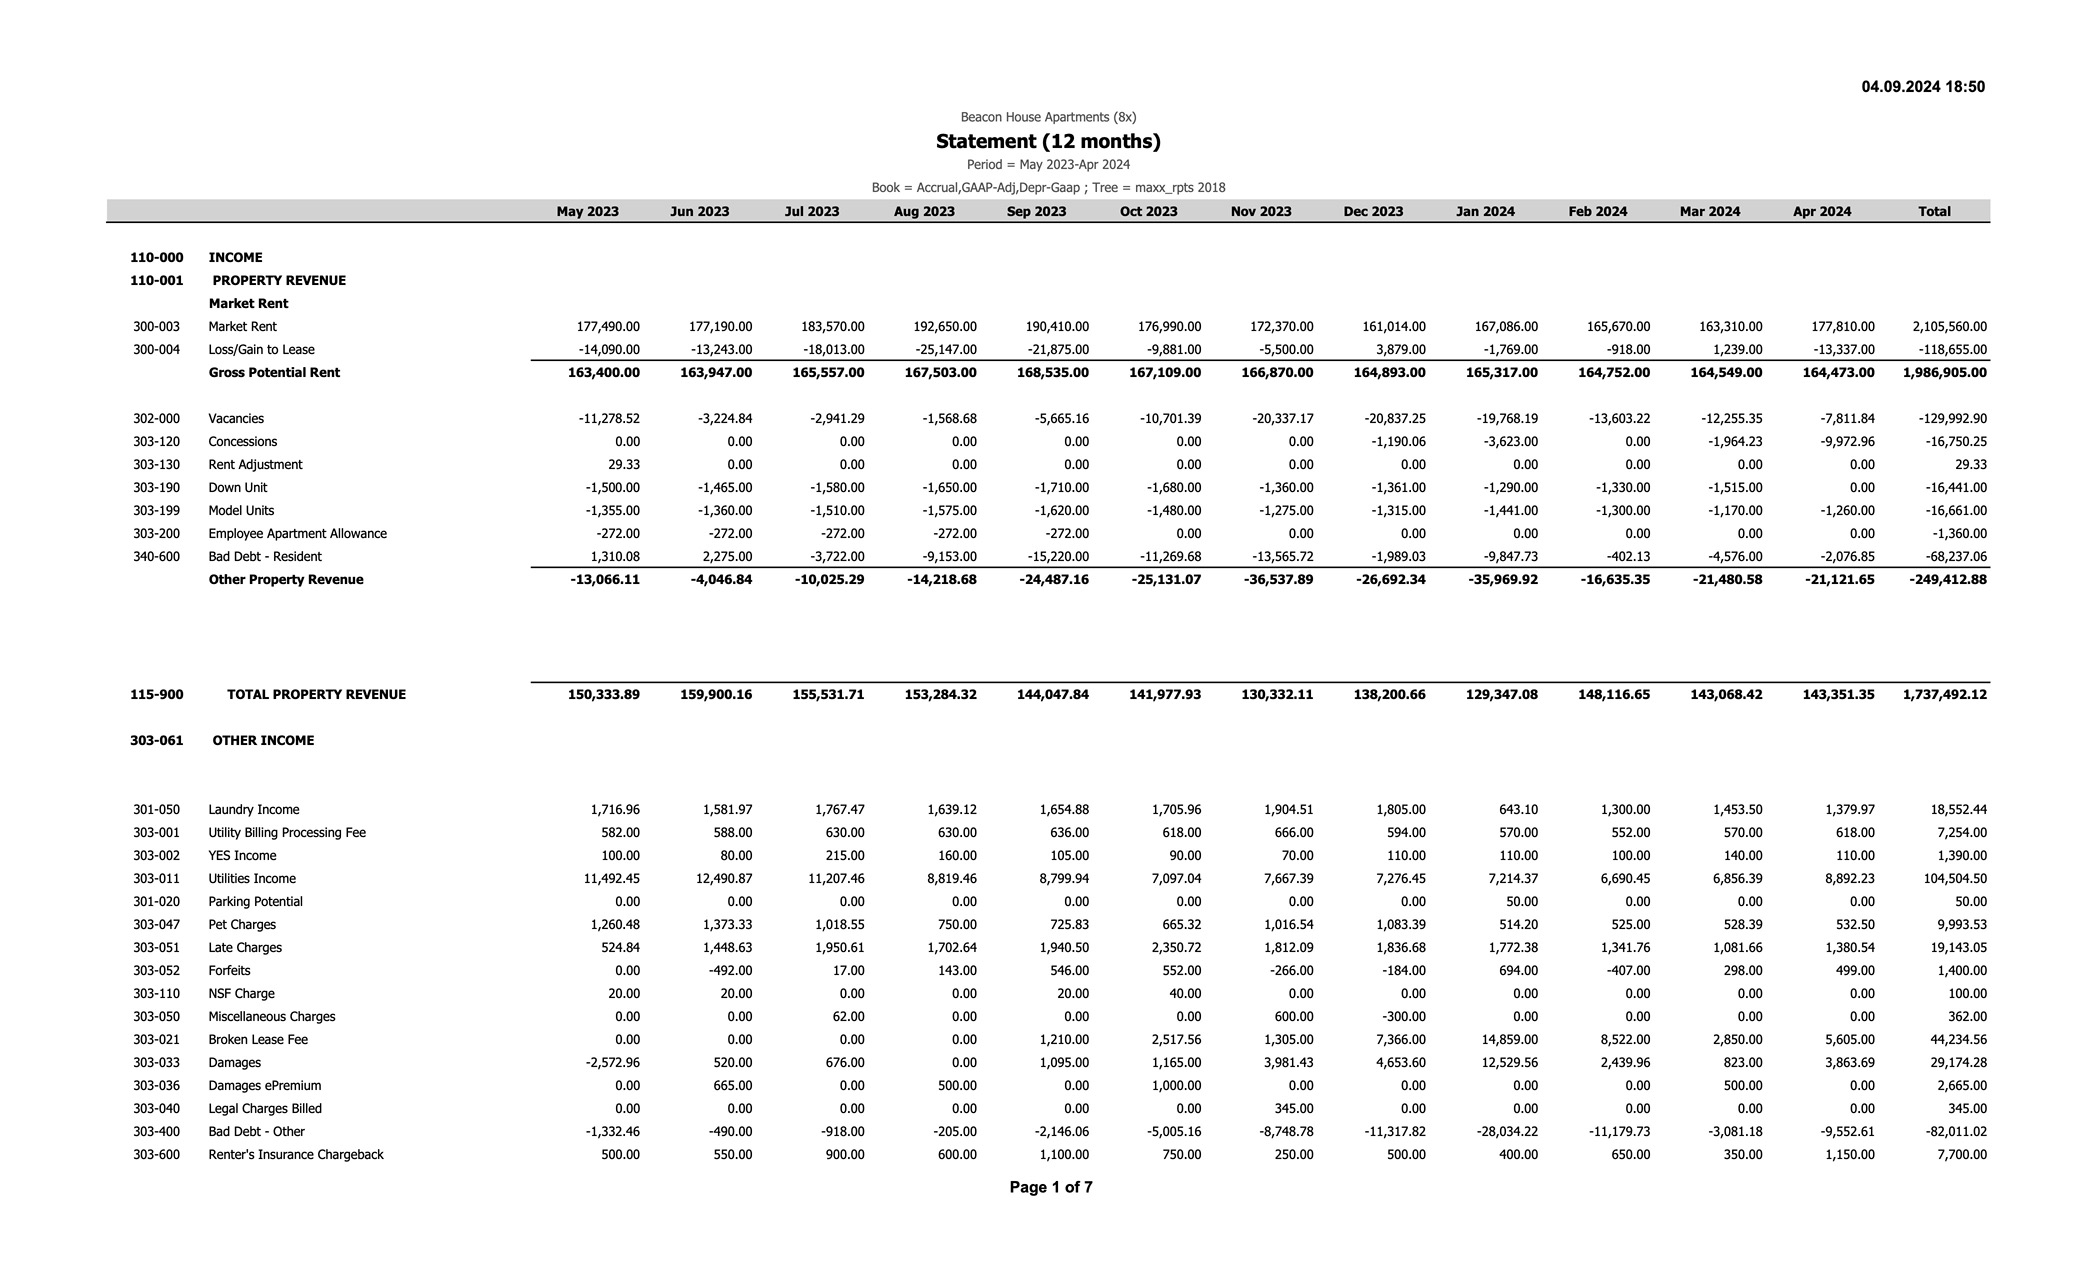 04.09.2024 18:50
Beacon House Apartments (8x)
Statement (12 months)
Period = May 2023-Apr 2024
Book = Accrual,GAAP-Adj,Depr-Gaap ; Tree = maxx_rpts 2018
May 2023 Jun 2023 Jul 2023 Aug 2023 Sep 2023 Oct 2023 Nov 2023 Dec 2023 Jan 2024 Feb 2024 Mar 2024 Apr 2024 Total
110-000 INCOME
110-001 PROPERTY REVENUE
Market Rent
300-003 Market Rent 177,490.00 177,190.00 183,570.00 192,650.00 190,410.00 176,990.00 172,370.00 161,014.00 167,086.00 165,670.00 163,310.00 177,810.00 2,105,560.00
300-004 Loss/Gain to Lease -14,090.00 -13,243.00 -18,013.00 -25,147.00 -21,875.00 -9,881.00 -5,500.00 3,879.00 -1,769.00 -918.00 1,239.00 -13,337.00 -118,655.00
Gross Potential Rent 163,400.00 163,947.00 165,557.00 167,503.00 168,535.00 167,109.00 166,870.00 164,893.00 165,317.00 164,752.00 164,549.00 164,473.00 1,986,905.00
302-000 Vacancies -11,278.52 -3,224.84 -2,941.29 -1,568.68 -5,665.16 -10,701.39 -20,337.17 -20,837.25 -19,768.19 -13,603.22 -12,255.35 -7,811.84 -129,992.90
303-120 Concessions 0.00 0.00 0.00 0.00 0.00 0.00 0.00 -1,190.06 -3,623.00 0.00 -1,964.23 -9,972.96 -16,750.25
303-130 Rent Adjustment 29.33 0.00 0.00 0.00 0.00 0.00 0.00 0.00 0.00 0.00 0.00 0.00 29.33
303-190 Down Unit -1,500.00 -1,465.00 -1,580.00 -1,650.00 -1,710.00 -1,680.00 -1,360.00 -1,361.00 -1,290.00 -1,330.00 -1,515.00 0.00 -16,441.00
303-199 Model Units -1,355.00 -1,360.00 -1,510.00 -1,575.00 -1,620.00 -1,480.00 -1,275.00 -1,315.00 -1,441.00 -1,300.00 -1,170.00 -1,260.00 -16,661.00
303-200 Employee Apartment Allowance -272.00 -272.00 -272.00 -272.00 -272.00 0.00 0.00 0.00 0.00 0.00 0.00 0.00 -1,360.00
340-600 Bad Debt - Resident 1,310.08 2,275.00 -3,722.00 -9,153.00 -15,220.00 -11,269.68 -13,565.72 -1,989.03 -9,847.73 -402.13 -4,576.00 -2,076.85 -68,237.06
Other Property Revenue -13,066.11 -4,046.84 -10,025.29 -14,218.68 -24,487.16 -25,131.07 -36,537.89 -26,692.34 -35,969.92 -16,635.35 -21,480.58 -21,121.65 -249,412.88
115-900 TOTAL PROPERTY REVENUE 150,333.89 159,900.16 155,531.71 153,284.32 144,047.84 141,977.93 130,332.11 138,200.66 129,347.08 148,116.65 143,068.42 143,351.35 1,737,492.12
303-061 OTHER INCOME
301-050 Laundry Income 1,716.96 1,581.97 1,767.47 1,639.12 1,654.88 1,705.96 1,904.51 1,805.00 643.10 1,300.00 1,453.50 1,379.97 18,552.44
303-001 Utility Billing Processing Fee 582.00 588.00 630.00 630.00 636.00 618.00 666.00 594.00 570.00 552.00 570.00 618.00 7,254.00
303-002 YES Income 100.00 80.00 215.00 160.00 105.00 90.00 70.00 110.00 110.00 100.00 140.00 110.00 1,390.00
303-011 Utilities Income 11,492.45 12,490.87 11,207.46 8,819.46 8,799.94 7,097.04 7,667.39 7,276.45 7,214.37 6,690.45 6,856.39 8,892.23 104,504.50
301-020 Parking Potential 0.00 0.00 0.00 0.00 0.00 0.00 0.00 0.00 50.00 0.00 0.00 0.00 50.00
303-047 Pet Charges 1,260.48 1,373.33 1,018.55 750.00 725.83 665.32 1,016.54 1,083.39 514.20 525.00 528.39 532.50 9,993.53
303-051 Late Charges 524.84 1,448.63 1,950.61 1,702.64 1,940.50 2,350.72 1,812.09 1,836.68 1,772.38 1,341.76 1,081.66 1,380.54 19,143.05
303-052 Forfeits 0.00 -492.00 17.00 143.00 546.00 552.00 -266.00 -184.00 694.00 -407.00 298.00 499.00 1,400.00
303-110 NSF Charge 20.00 20.00 0.00 0.00 20.00 40.00 0.00 0.00 0.00 0.00 0.00 0.00 100.00
303-050 Miscellaneous Charges 0.00 0.00 62.00 0.00 0.00 0.00 600.00 -300.00 0.00 0.00 0.00 0.00 362.00
303-021 Broken Lease Fee 0.00 0.00 0.00 0.00 1,210.00 2,517.56 1,305.00 7,366.00 14,859.00 8,522.00 2,850.00 5,605.00 44,234.56
303-033 Damages -2,572.96 520.00 676.00 0.00 1,095.00 1,165.00 3,981.43 4,653.60 12,529.56 2,439.96 823.00 3,863.69 29,174.28
303-036 Damages ePremium 0.00 665.00 0.00 500.00 0.00 1,000.00 0.00 0.00 0.00 0.00 500.00 0.00 2,665.00
303-040 Legal Charges Billed 0.00 0.00 0.00 0.00 0.00 0.00 345.00 0.00 0.00 0.00 0.00 0.00 345.00
303-400 Bad Debt - Other -1,332.46 -490.00 -918.00 -205.00 -2,146.06 -5,005.16 -8,748.78 -11,317.82 -28,034.22 -11,179.73 -3,081.18 -9,552.61 -82,011.02
303-600 Renter's Insurance Chargeback 500.00 550.00 900.00 600.00 1,100.00 750.00 250.00 500.00 400.00 650.00 350.00 1,150.00 7,700.00
Page 1 of 7